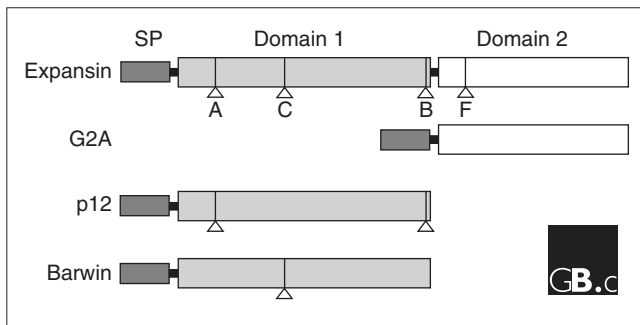 SP Domain 1 Domain 2
Expansin
A C B F
G2A
p12
Barwin
GB.c